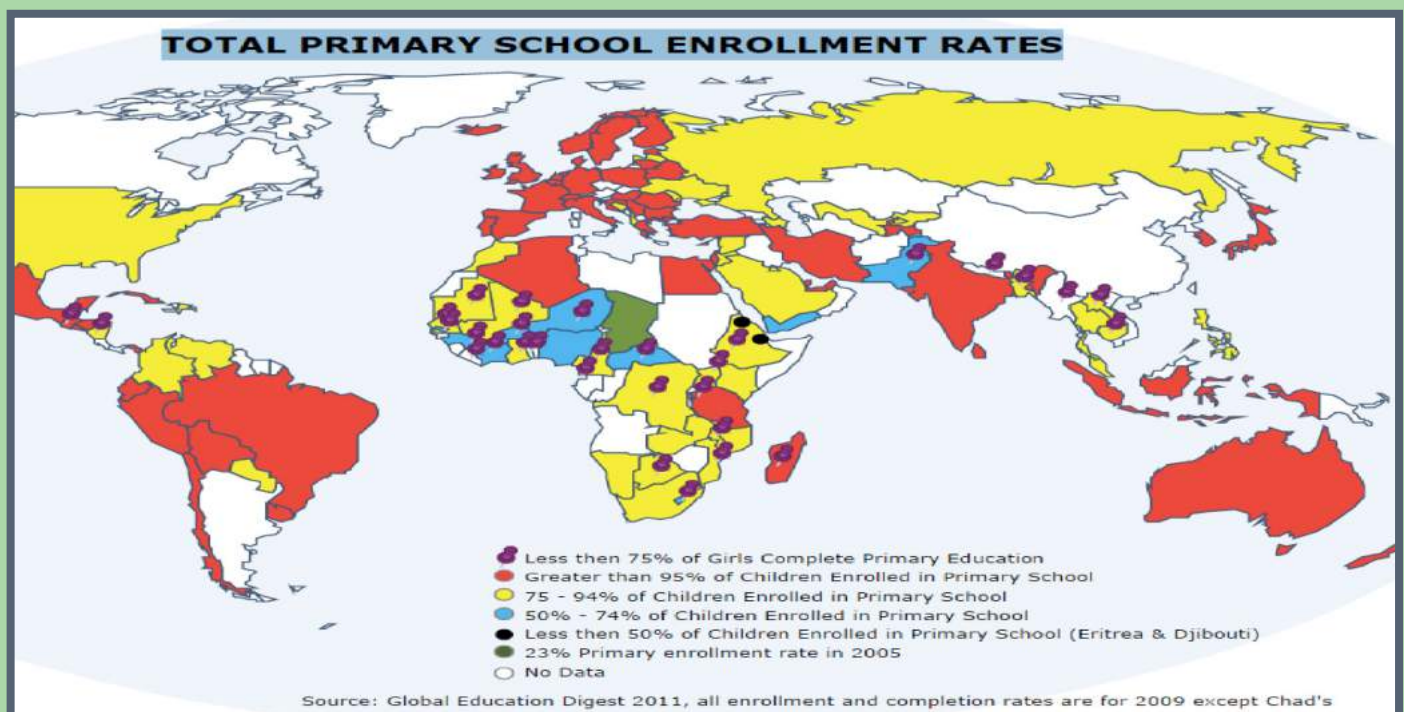 TOTAL PRIMARY SCHOOL ENROLLMENT RATES
Less then 75% of Girls Complete Primary Education
Greater than 95% of Children Enrolled in Primary School
75 - 94% of Children Enrolled in Primary School
50% - 74% of Children Enrolled in Primary School
Less then 50% of Children Enrolled in Primary School (Eritrea & Djibouti)
23% Primary enrollment rate in 2005
No Data
Source: Global Education Digest 2011, all enrollment and completion rates are for 2009 except Chad's